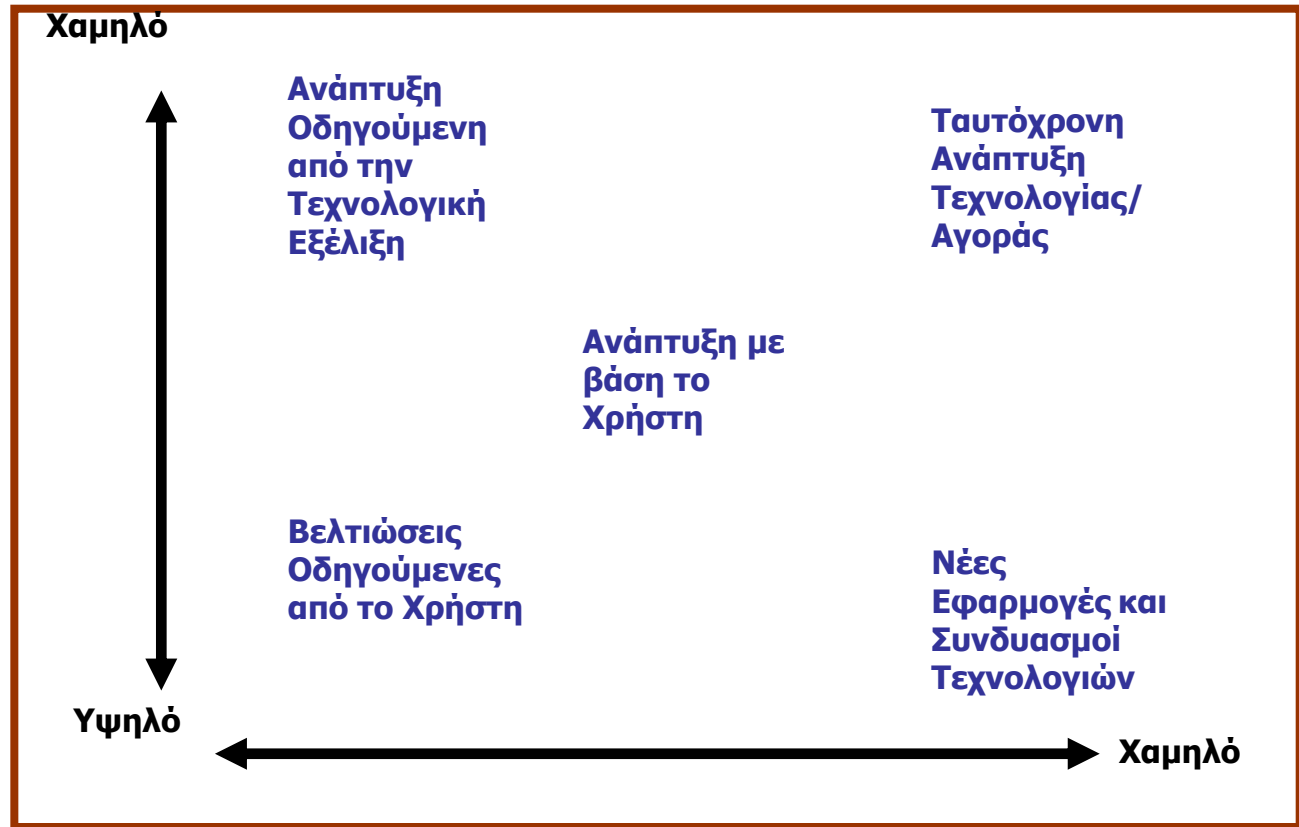 Χαμηλό
Ανάπτυξη
Οδηγούμενη
από την
Τεχνολογική
Εξέλιξη
Ταυτόχρονη
Ανάπτυξη
Τεχνολογίας/
Αγοράς
Ανάπτυξη με
βάση το
Χρήστη
Βελτιώσεις
Οδηγούμενες
από το Χρήστη
Νέες
Εφαρμογές και
Συνδυασμοί
Τεχνολογιών
Υψηλό
Χαμηλό